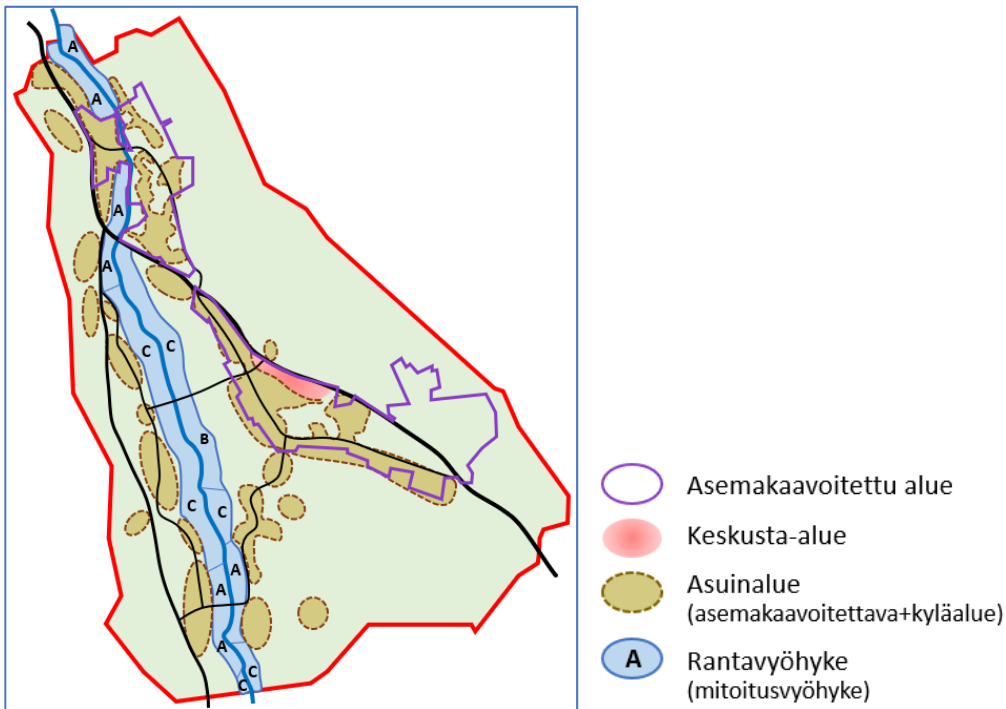 A
A
A
A
C
C
B
C
C
A
A
A
C
C
Asemakaavoitettu alue
Keskusta-alue
Asuinalue
(asemakaavoitettava+kyläalue)
A
Rantavyöhyke
(mitoitusvyöhyke)